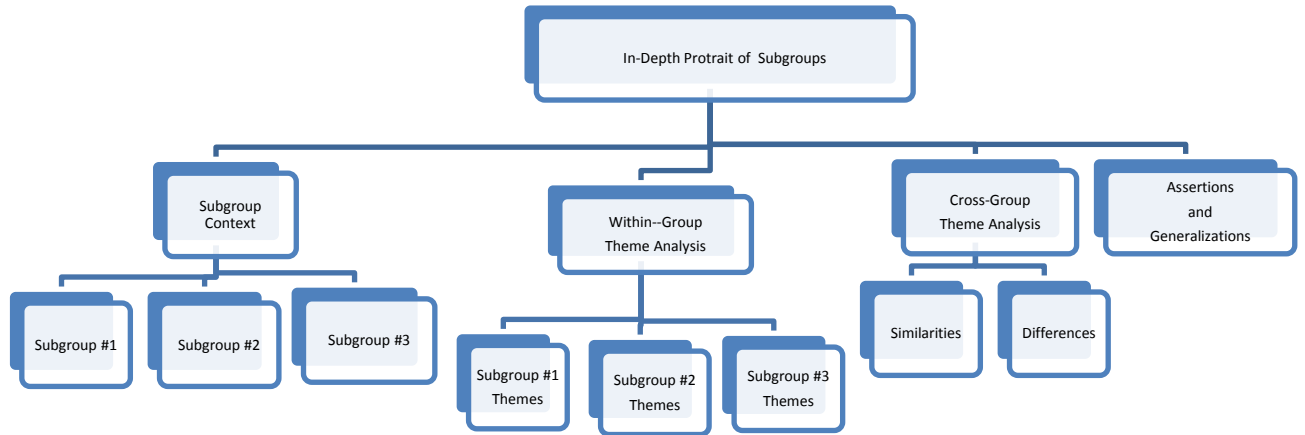 In-Depth Protrait of Subgroups
Subgroup
Context
Within--Group
Theme Analysis
Cross-Group
Theme Analysis
Assertions
and
Generalizations
Subgroup #1
Subgroup #2
Subgroup #3
Subgroup #1
Themes
Subgroup #2
Themes
Subgroup #3
Themes
Similarities
Differences